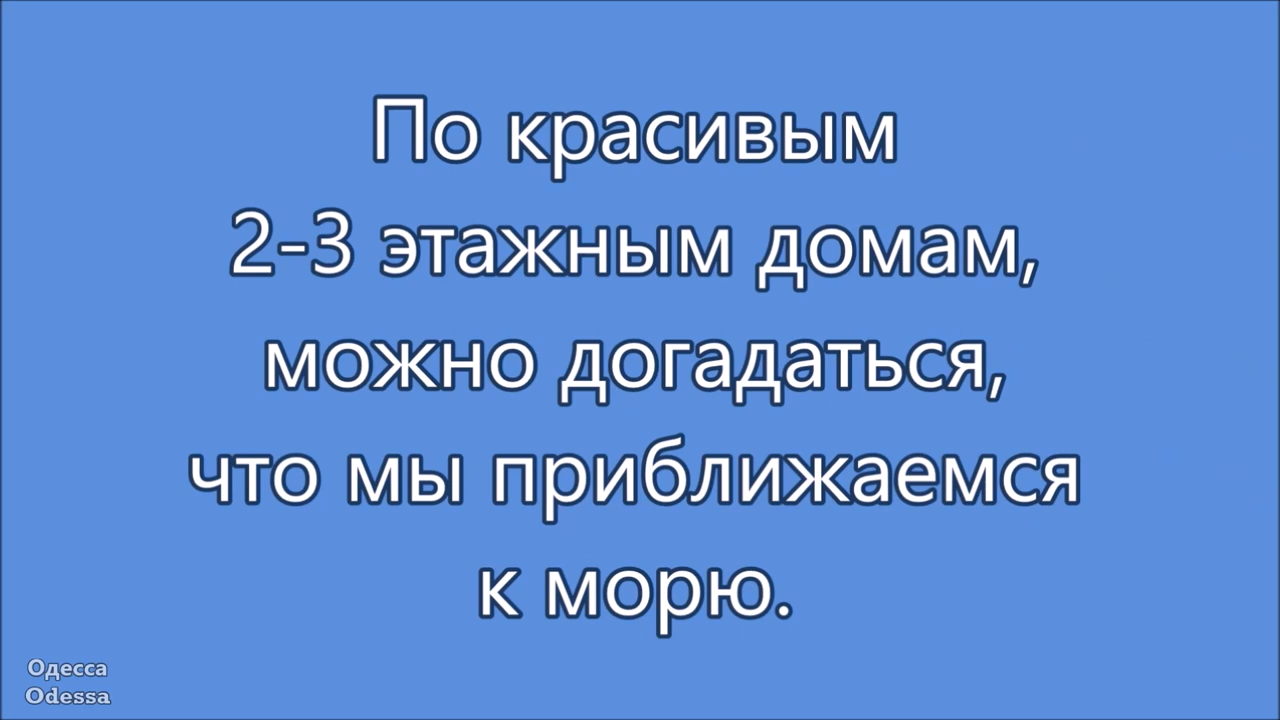 По красивым
2-3 этажным домам,
можно догадаться,
что мы приближаемся
к морю.
Одесса
Odessa